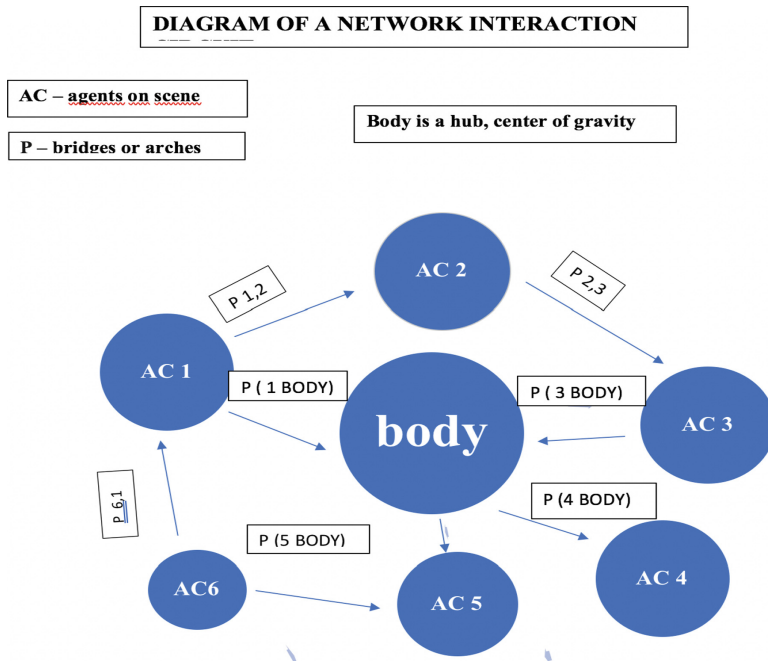 DIAGRAM OF A NETWORK INTERACTION
AC – agents on scene
Body is a hub, center of gravity
P – bridges or arches
AC 2
P 1,2
P 2,3
AC 1
P ( 1 BODY)
P ( 3 BODY)
body
AC 3
P (4 BODY)
P 6,1
P (5 BODY)
AC6
AC 5
AC 4